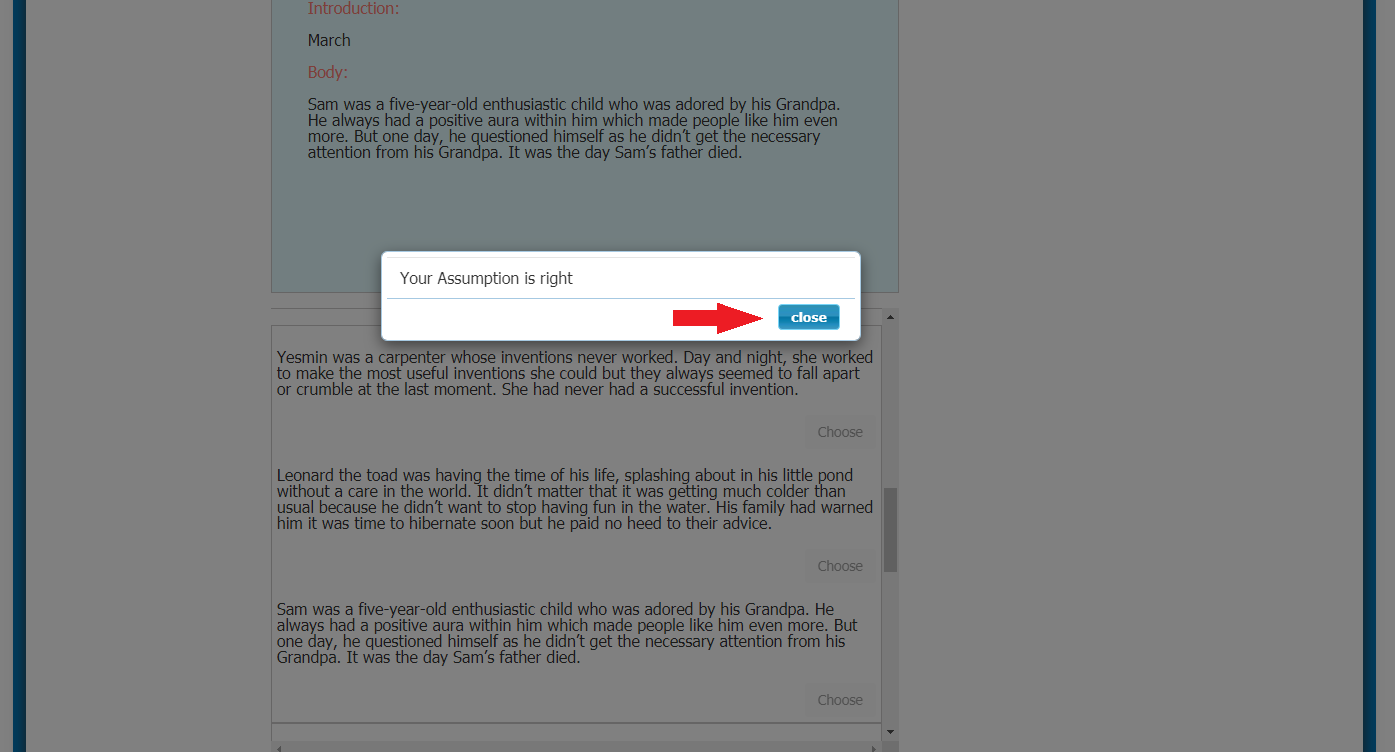 Introduction:
March
Body:
Sam was a five-year-old enthusiastic child who was adored by his Grandpa.
He always had a positive aura within him which made people like him even
more. But one day, he questioned himself as he didn’t get the necessary
attention from his Grandpa. It was the day Sam’s father died.
Your Assumption is right
close
Yesmin was a carpenter whose inventions never worked. Day and night, she worked
to make the most useful inventions she could but they always seemed to fall apart
or crumble at the last moment. She had never had a successful invention.
Choose
Leonard the toad was having the time of his life, splashing about in his little pond
without a care in the world. It didn’t matter that it was getting much colder than
usual because he didn’t want to stop having fun in the water. His family had warned
him it was time to hibernate soon but he paid no heed to their advice.
Choose
Sam was a five-year-old enthusiastic child who was adored by his Grandpa. He
always had a positive aura within him which made people like him even more. But
one day, he questioned himself as he didn’t get the necessary attention from his
Grandpa. It was the day Sam’s father died.
Choose